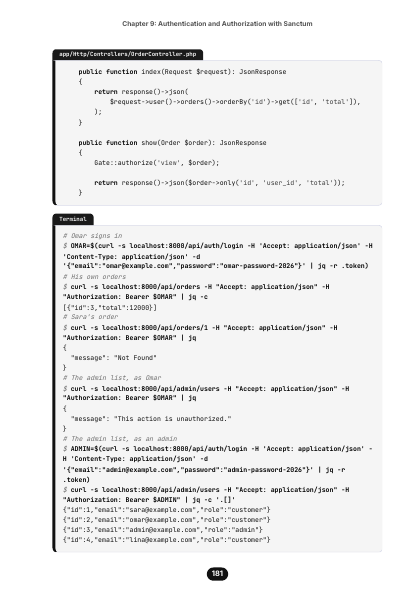 Chapter 9: Authentication and Authorization with Sanctum
app/Http/Controllers/OrderController.php
public function index(Request $request): JsonResponse
{
return response()->json(
$request->user()->orders()->orderBy('id')->get(['id', 'total']),
);
}
public function show(Order $order): JsonResponse
{
Gate::authorize('view', $order);
return response()->json($order->only('id', 'user_id', 'total'));
}
Terminal
# Omar signs in
$ OMAR=$(curl -s localhost:8000/api/auth/login -H 'Accept: application/json' -H
'Content-Type: application/json' -d
'{"email":"omar@example.com","password":"omar-password-2026"}' | jq -r .token)
# His own orders
$ curl -s localhost:8000/api/orders -H "Accept: application/json" -H
"Authorization: Bearer $OMAR" | jq -c
[{"id":3,"total":12000}]
# Sara's order
$ curl -s localhost:8000/api/orders/1 -H "Accept: application/json" -H
"Authorization: Bearer $OMAR" | jq
{
"message": "Not Found"
}
# The admin list, as Omar
$ curl -s localhost:8000/api/admin/users -H "Accept: application/json" -H
"Authorization: Bearer $OMAR" | jq
{
"message": "This action is unauthorized."
}
# The admin list, as an admin
$ ADMIN=$(curl -s localhost:8000/api/auth/login -H 'Accept: application/json' -
H 'Content-Type: application/json' -d
'{"email":"admin@example.com","password":"admin-password-2026"}' | jq -r
.token)
$ curl -s localhost:8000/api/admin/users -H "Accept: application/json" -H
"Authorization: Bearer $ADMIN" | jq -c '.[]'
{"id":1,"email":"sara@example.com","role":"customer"}
{"id":2,"email":"omar@example.com","role":"customer"}
{"id":3,"email":"admin@example.com","role":"admin"}
{"id":4,"email":"lina@example.com","role":"customer"}
181